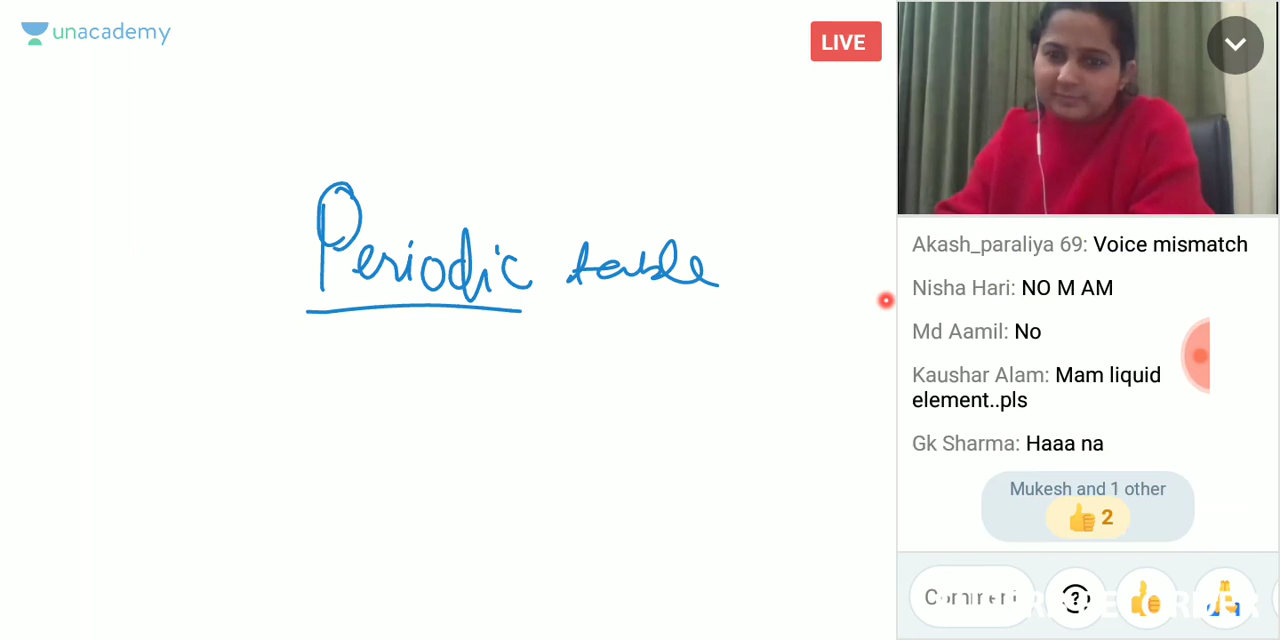 unacademy
LIVE
Periodic table
Akash_paraliya 69: Voice mismatch
Nisha Hari: NO M AM
Md Aamil: No
Kaushar Alam: Mam liquid
element..pls
Gk Sharma: Haaa na
Mukesh and 1 other
👍 2